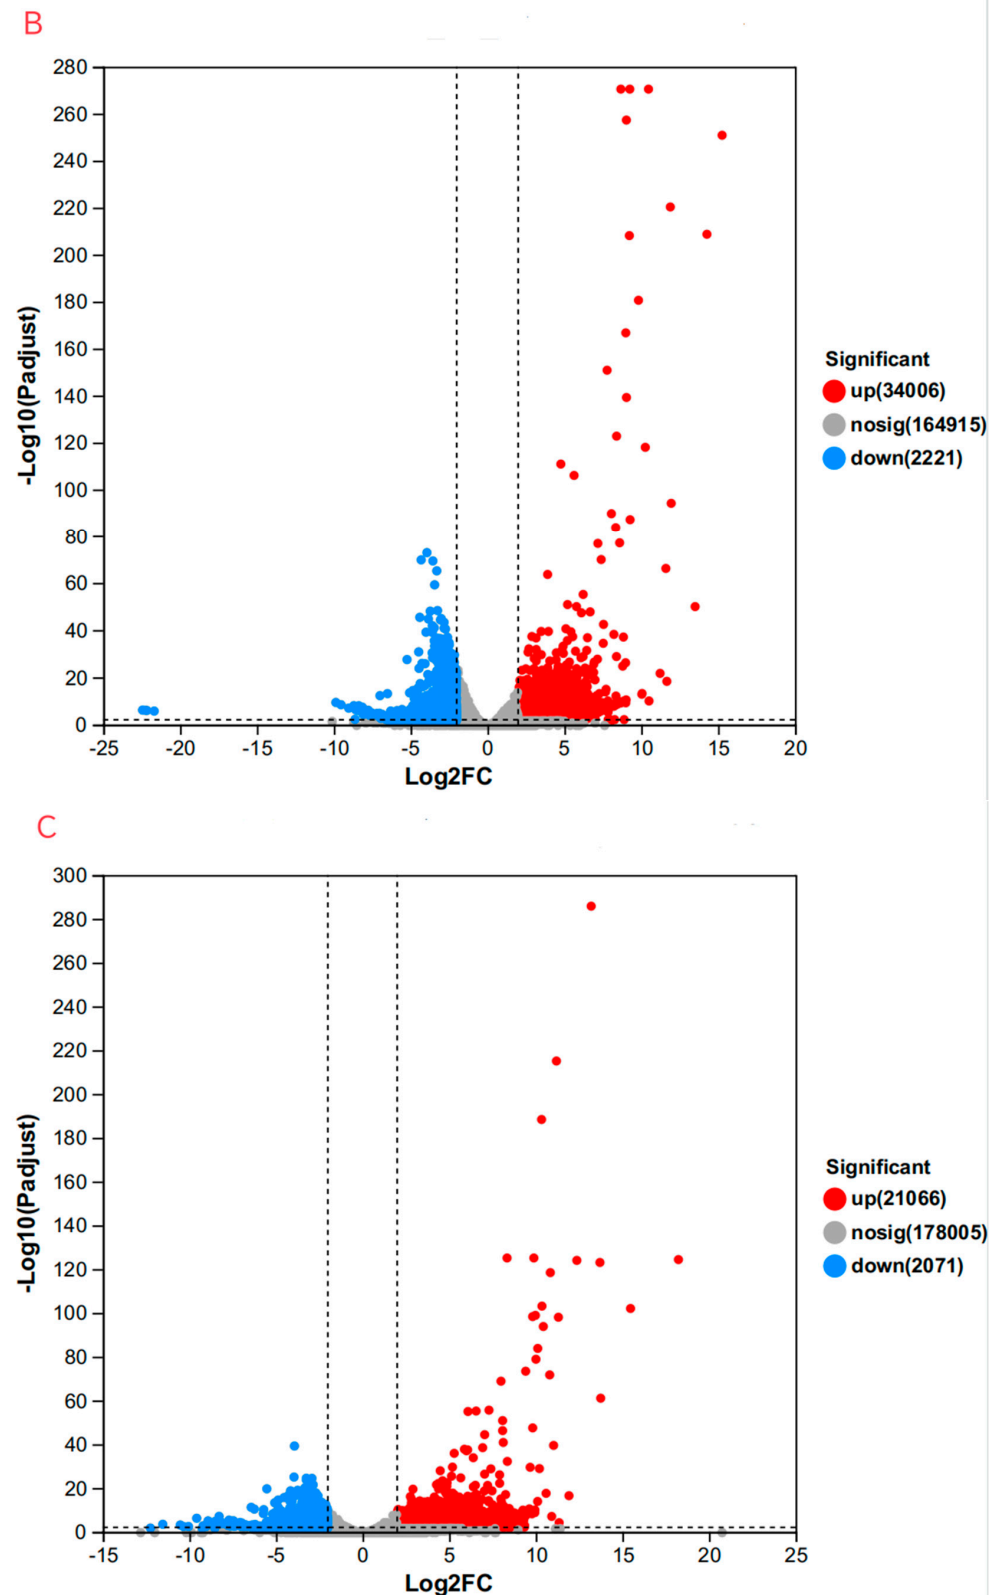 B
280
260
240
220
200
180
160
140
120
100
80
60
40
20
0
-Log10(Padjust)
-25 -20 -15 -10 -5 0 5 10 15 20
Log2FC
Significant
up(34006)
nosig(164915)
down(2221)
C
300
280
260
240
220
200
180
160
140
120
100
80
60
40
20
0
-Log10(Padjust)
-15 -10 -5 0 5 10 15 20 25
Log2FC
Significant
up(21066)
nosig(178005)
down(2071)